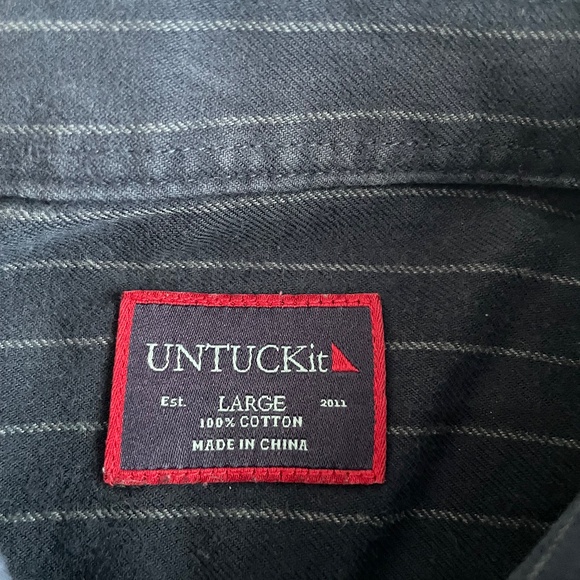 UNTUCKit
Est. LARGE 2011
100% COTTON
MADE IN CHINA